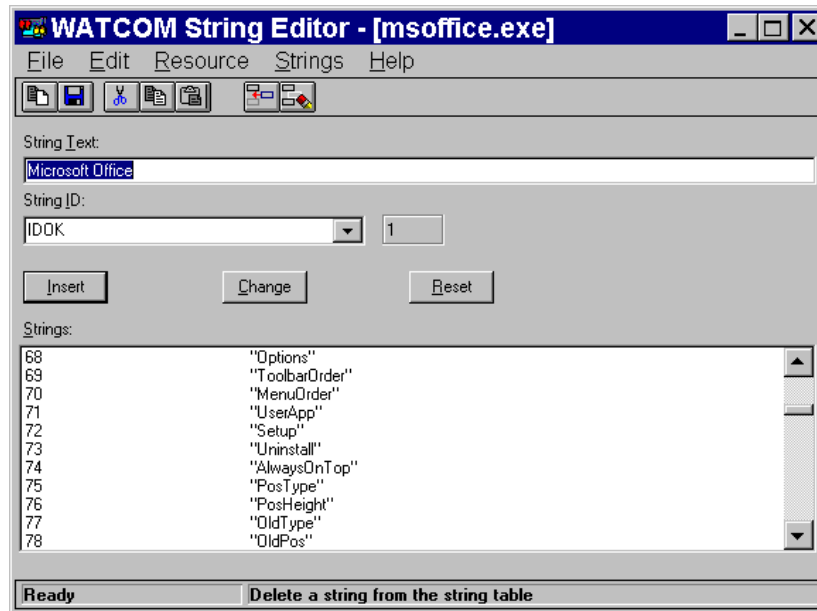 WATCOM String Editor - [msoffice.exe]
File Edit Resource Strings Help
String Text:
Microsoft Office
String ID:
IDOK 1
Insert Change Reset
Strings:
68 "Options"
69 "ToolbarOrder"
70 "MenuOrder"
71 "UserApp"
72 "Setup"
73 "Uninstall"
74 "AlwaysOnTop"
75 "PosType"
76 "PosHeight"
77 "OldType"
78 "OldPos"
Ready Delete a string from the string table